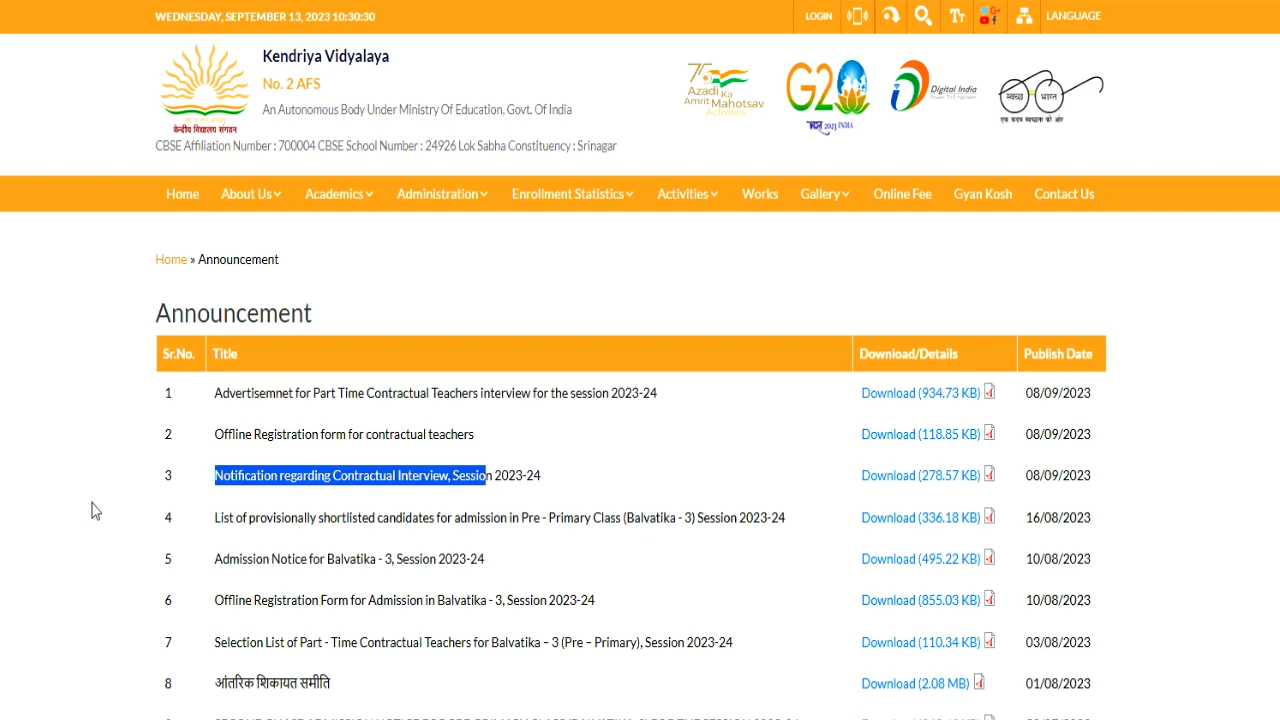 WEDNESDAY, SEPTEMBER 13, 2023 10:30:30
LOGIN
LANGUAGE
Kendriya Vidyalaya
No. 2 AFS
An Autonomous Body Under Ministry Of Education, Govt. Of India
केन्द्रीय विद्यालय संगठन
CBSE Affiliation Number : 700004 CBSE School Number : 24926 Lok Sabha Constituency : Srinagar
75
Azadi Ka
Amrit Mahotsav
Activities
G20
भारत 2023 INDIA
Digital India
Power To Empower
स्वच्छ भारत
एक कदम स्वच्छता की ओर
Home About Us Academics Administration Enrollment Statistics Activities Works Gallery Online Fee Gyan Kosh Contact Us
Home » Announcement
Announcement
Sr.No. Title Download/Details Publish Date
1 Advertisemnet for Part Time Contractual Teachers interview for the session 2023-24 Download (934.73 KB) 08/09/2023
2 Offline Registration form for contractual teachers Download (118.85 KB) 08/09/2023
3 Notification regarding Contractual Interview, Session 2023-24 Download (278.57 KB) 08/09/2023
4 List of provisionally shortlisted candidates for admission in Pre - Primary Class (Balvatika - 3) Session 2023-24 Download (336.18 KB) 16/08/2023
5 Admission Notice for Balvatika - 3, Session 2023-24 Download (495.22 KB) 10/08/2023
6 Offline Registration Form for Admission in Balvatika - 3, Session 2023-24 Download (855.03 KB) 10/08/2023
7 Selection List of Part - Time Contractual Teachers for Balvatika – 3 (Pre – Primary), Session 2023-24 Download (110.34 KB) 03/08/2023
8 आंतरिक शिकायत समीति Download (2.08 MB) 01/08/2023